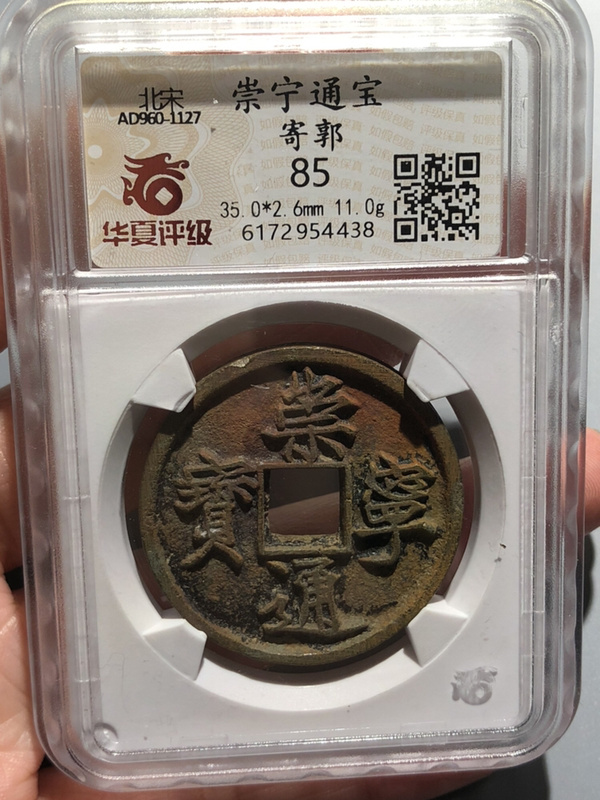 北宋
AD960-1127
崇宁通宝
寄郭
85
35.0*2.6mm 11.0g
6172954438
华夏评级
崇
寧
通
寳